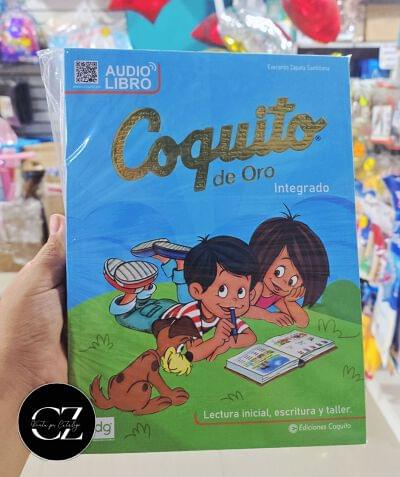 Everardo Zapata Santillana
AUDIO
LIBRO
Coquito®
de Oro
Integrado
Lectura inicial, escritura y taller.
Ediciones Coquito
dg
CZ